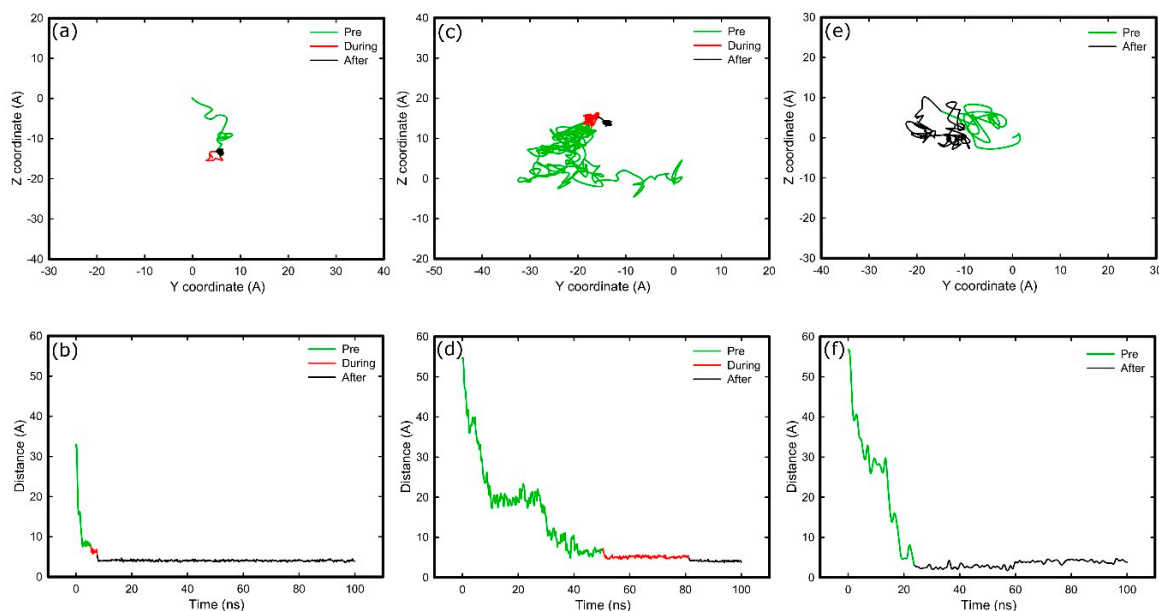 (a)
Pre
During
After
20
10
0
-10
-20
-30
-40
Z coordinate (A)
-30 -20 -10 0 10 20 30 40
Y coordinate (A)
(c)
Pre
During
After
40
30
20
10
0
-10
-20
Z coordinate (A)
-50 -40 -30 -20 -10 0 10 20
Y coordinate (A)
(e)
Pre
After
30
20
10
0
-10
-20
-30
-40
Z coordinate (A)
-40 -30 -20 -10 0 10 20 30
Y coordinate (A)
(b)
Pre
During
After
60
50
40
30
20
10
0
Distance (A)
0 20 40 60 80 100
Time (ns)
(d)
Pre
During
After
60
50
40
30
20
10
0
Distance (A)
0 20 40 60 80 100
Time (ns)
(f)
Pre
After
60
50
40
30
20
10
0
Distance (A)
0 20 40 60 80 100
Time (ns)